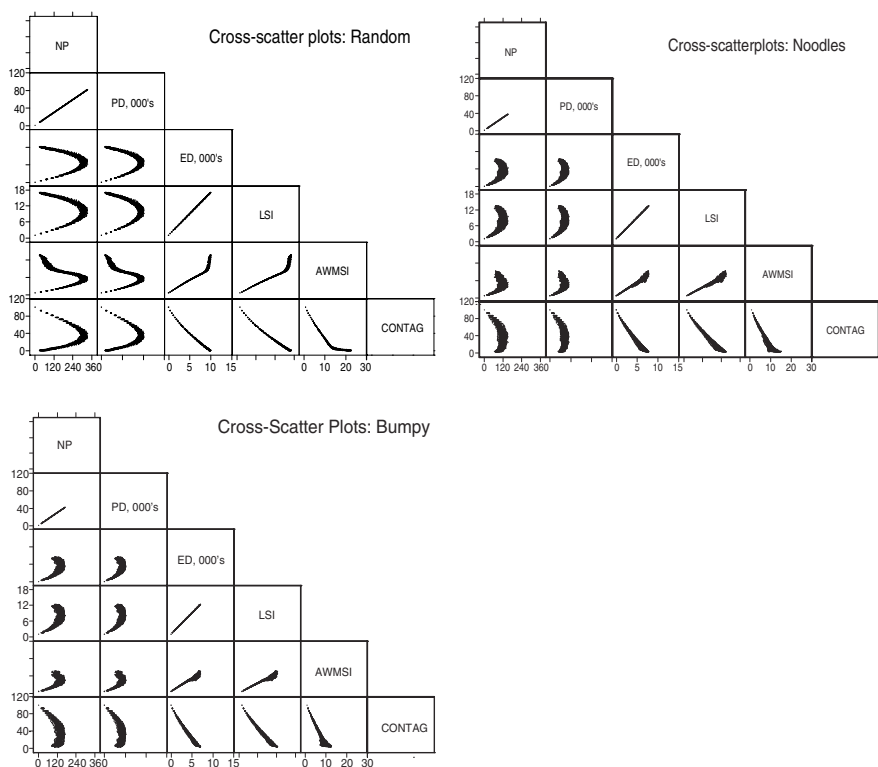 Cross-scatter plots: Random
NP
120
80
40
0
PD, 000's
ED, 000's
18
12
6
0
LSI
AWMSI
120
80
40
0
CONTAG
0 120 240 360
0 5 10 15
0 10 20 30
Cross-scatterplots: Noodles
NP
120
80
40
0
PD, 000's
ED, 000's
18
12
6
0
LSI
AWMSI
120
80
40
0
CONTAG
0 120 240 360
0 5 10 15
0 10 20 30
Cross-Scatter Plots: Bumpy
NP
120
80
40
0
PD, 000's
ED, 000's
18
12
6
0
LSI
AWMSI
120
80
40
0
CONTAG
0 120 240 360
0 5 10 15
0 10 20 30